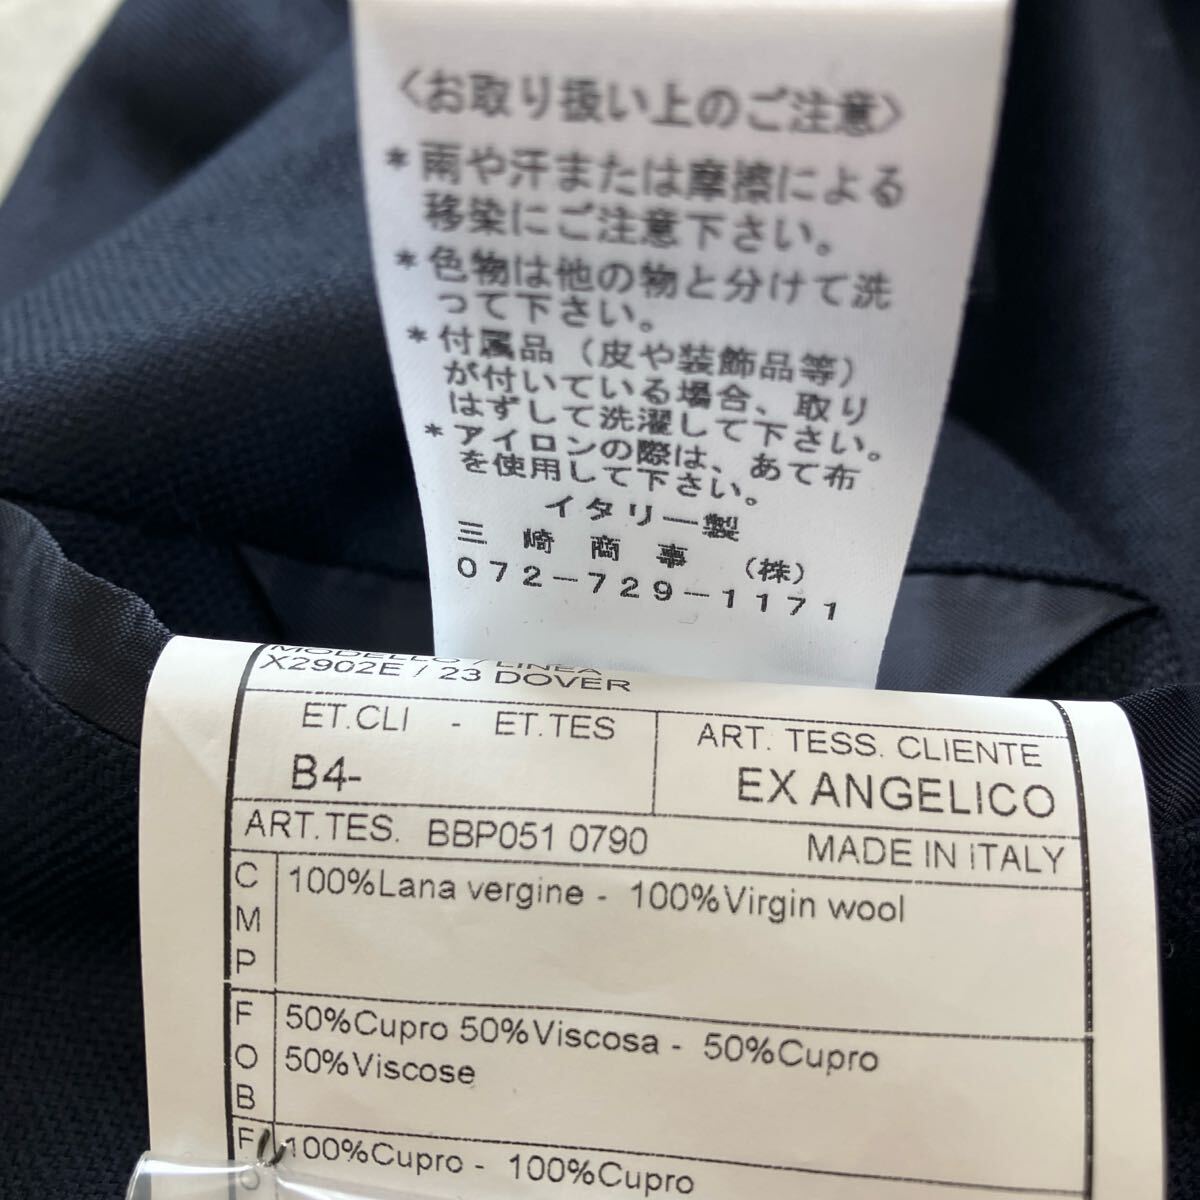 〈お取り扱い上のご注意〉
*雨や汗または摩擦による
移染にご注意下さい。
*色物は他の物と分けて洗
って下さい。
*付属品(皮や装飾品等)
が付いている場合、取り
はずして洗濯して下さい。
*アイロンの際は、あて布
を使用して下さい。
イタリー製
三崎商事(株)
072-729-1171
MODELLO / LINEA
X2902E / 23 DOVER
ET.CLI - ET.TES
B4-
ART. TESS. CLIENTE
EX ANGELICO
ART.TES. BBP051 0790 MADE IN ITALY
CMP
100%Lana vergine - 100%Virgin wool
FOB
50%Cupro 50%Viscosa - 50%Cupro
50%Viscose
F
100%Cupro - 100%Cupro